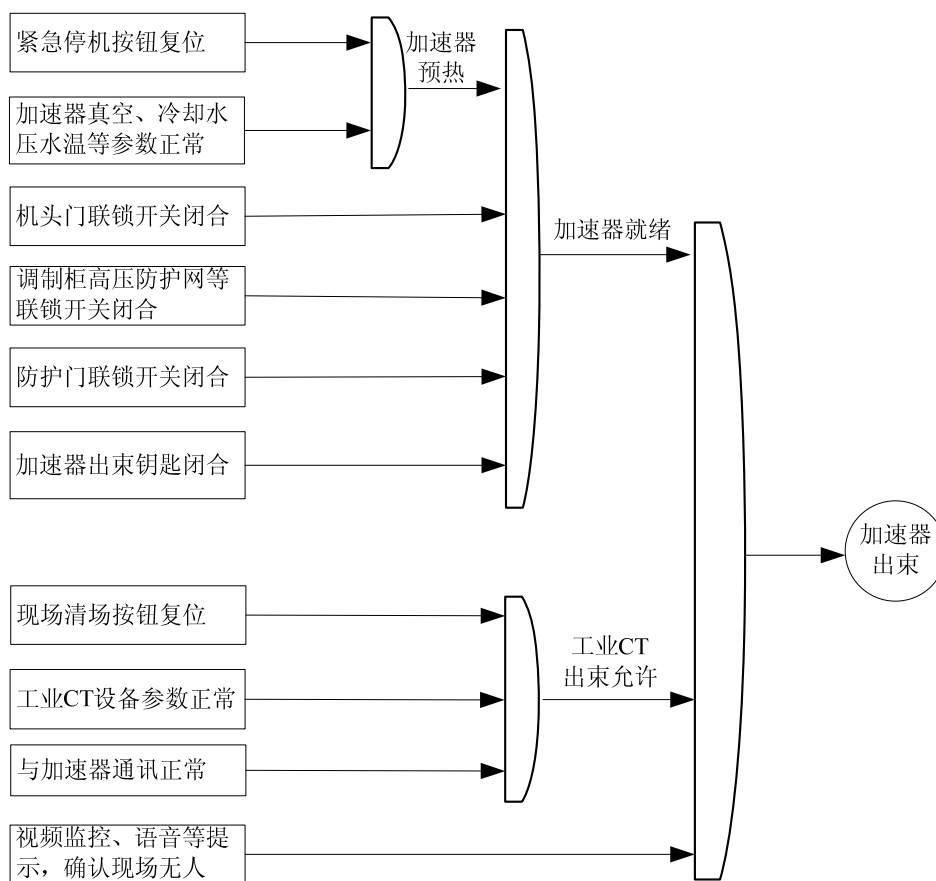 紧急停机按钮复位
加速器
预热
加速器真空、冷却水
压水温等参数正常
机头门联锁开关闭合
加速器就绪
调制柜高压防护网等
联锁开关闭合
防护门联锁开关闭合
加速器出束钥匙闭合
加速器
出束
现场清场按钮复位
工业CT
出束允许
工业CT设备参数正常
与加速器通讯正常
视频监控、语音等提
示，确认现场无人